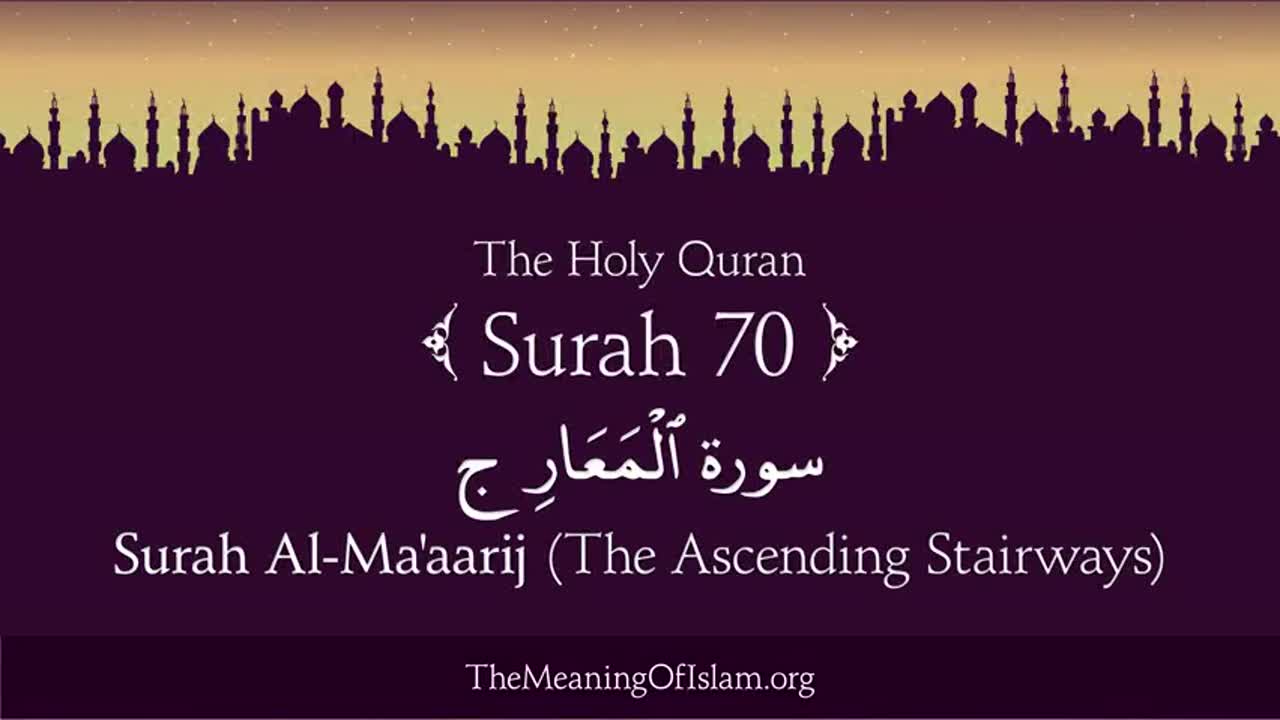 The Holy Quran
Surah 70
سورة ٱلْمَعَارِج
Surah Al-Ma'aarij (The Ascending Stairways)
TheMeaningOfIslam.org